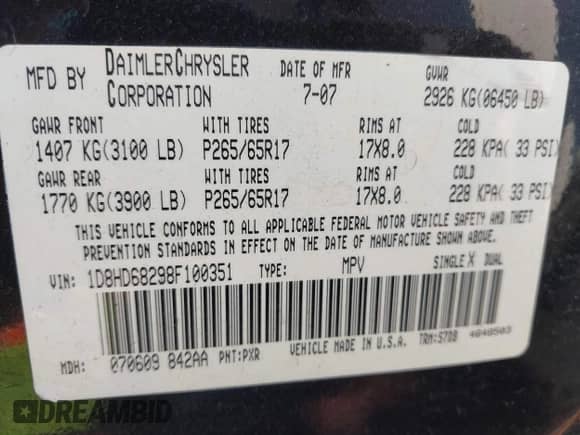 MFD BY DAIMLERCHRYSLER CORPORATION DATE OF MFR 7-07 GVWR 2926 KG(06450 LB)
GAWR FRONT WITH TIRES RIMS AT COLD
1407 KG(3100 LB) P265/65R17 17X8.0 228 KPA( 33 PSI)
GAWR REAR WITH TIRES RIMS AT COLD
1770 KG(3900 LB) P265/65R17 17X8.0 228 KPA( 33 PSI)
THIS VEHICLE CONFORMS TO ALL APPLICABLE FEDERAL MOTOR VEHICLE SAFETY AND THEFT
PREVENTION STANDARDS IN EFFECT ON THE DATE OF MANUFACTURE SHOWN ABOVE.
VIN: 1D8HD68298F100351 TYPE: MPV SINGLE X DUAL
MDH: 070609 842AA PNT:PXR VEHICLE MADE IN U.S.A. TRM:S7DB 4648503
DREAMBID